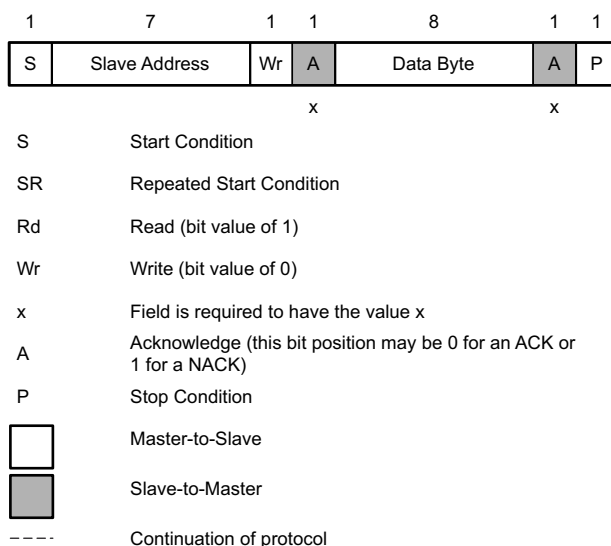 1 7 1 1 8 1 1
S Slave Address Wr A Data Byte A P
x x
S Start Condition
SR Repeated Start Condition
Rd Read (bit value of 1)
Wr Write (bit value of 0)
x Field is required to have the value x
A Acknowledge (this bit position may be 0 for an ACK or
1 for a NACK)
P Stop Condition
Master-to-Slave
Slave-to-Master
Continuation of protocol